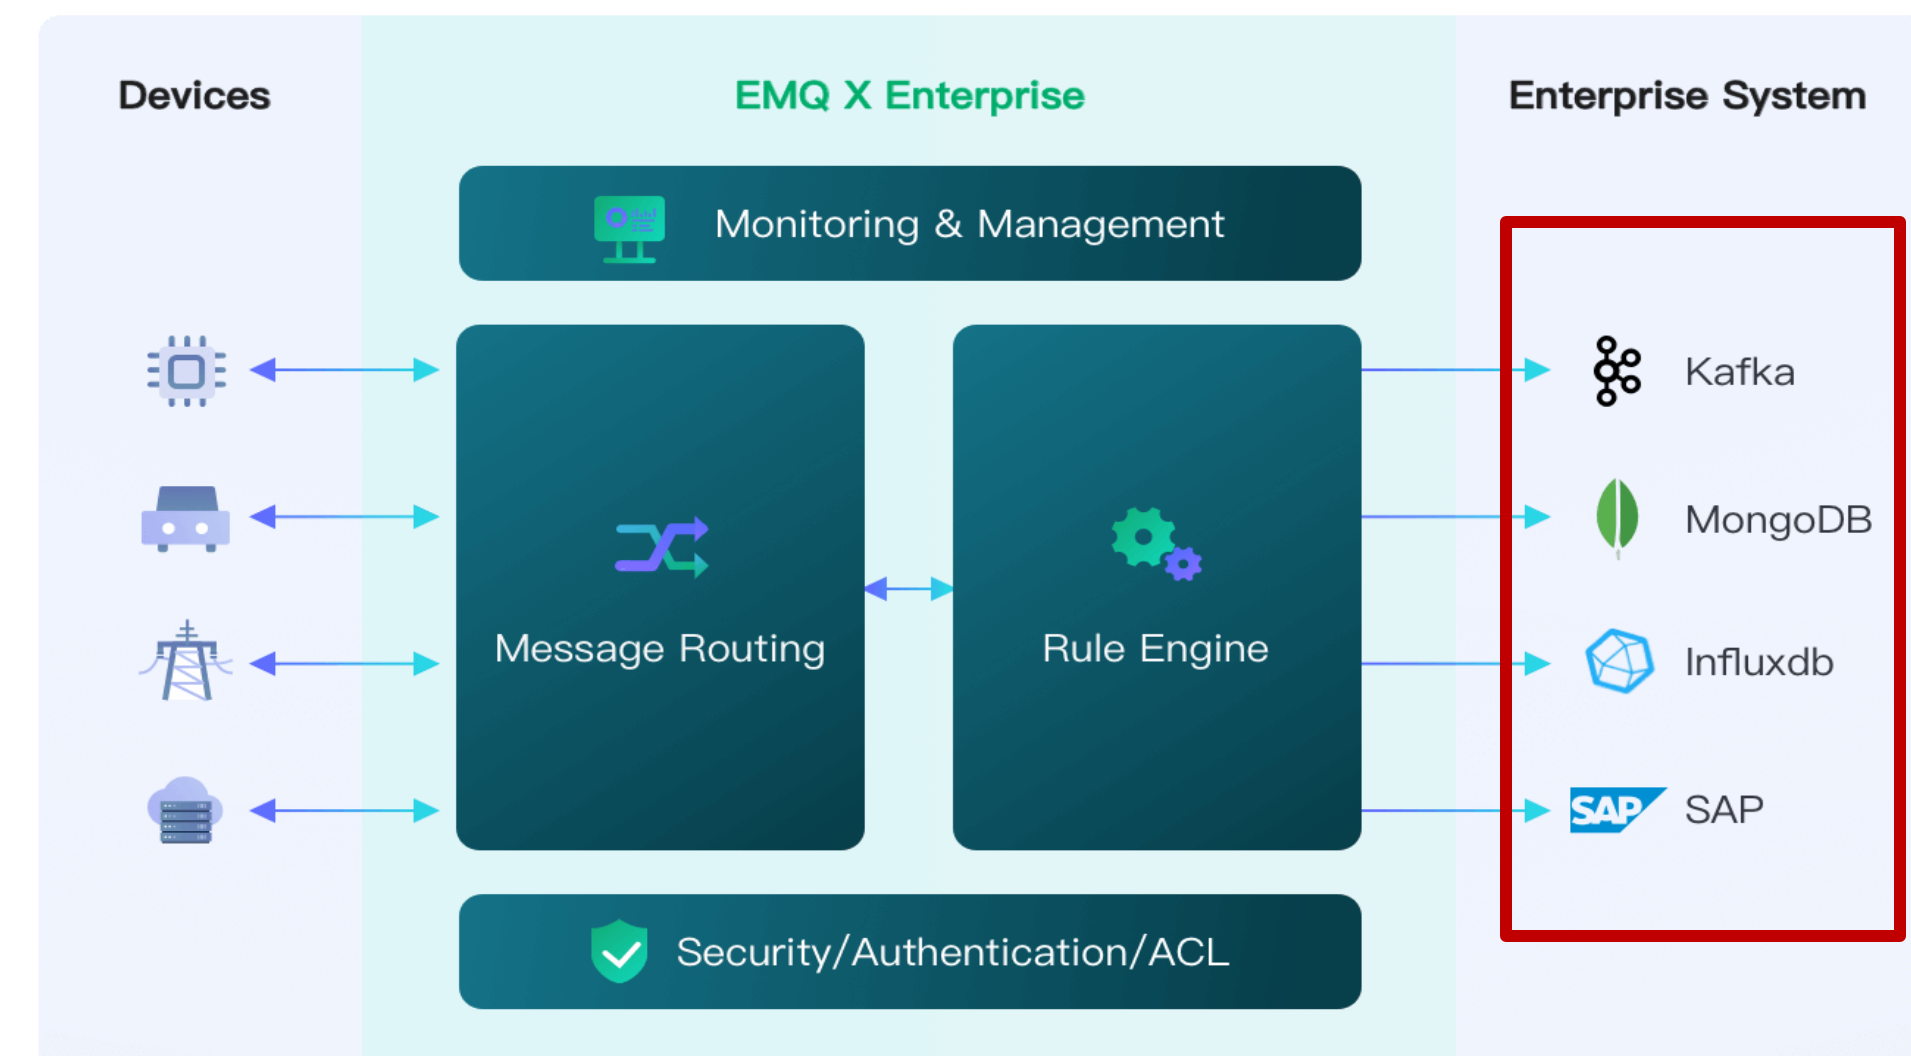 Devices
EMQ X Enterprise
Enterprise System
Monitoring & Management
Message Routing
Rule Engine
Kafka
MongoDB
Influxdb
SAP SAP
Security/Authentication/ACL